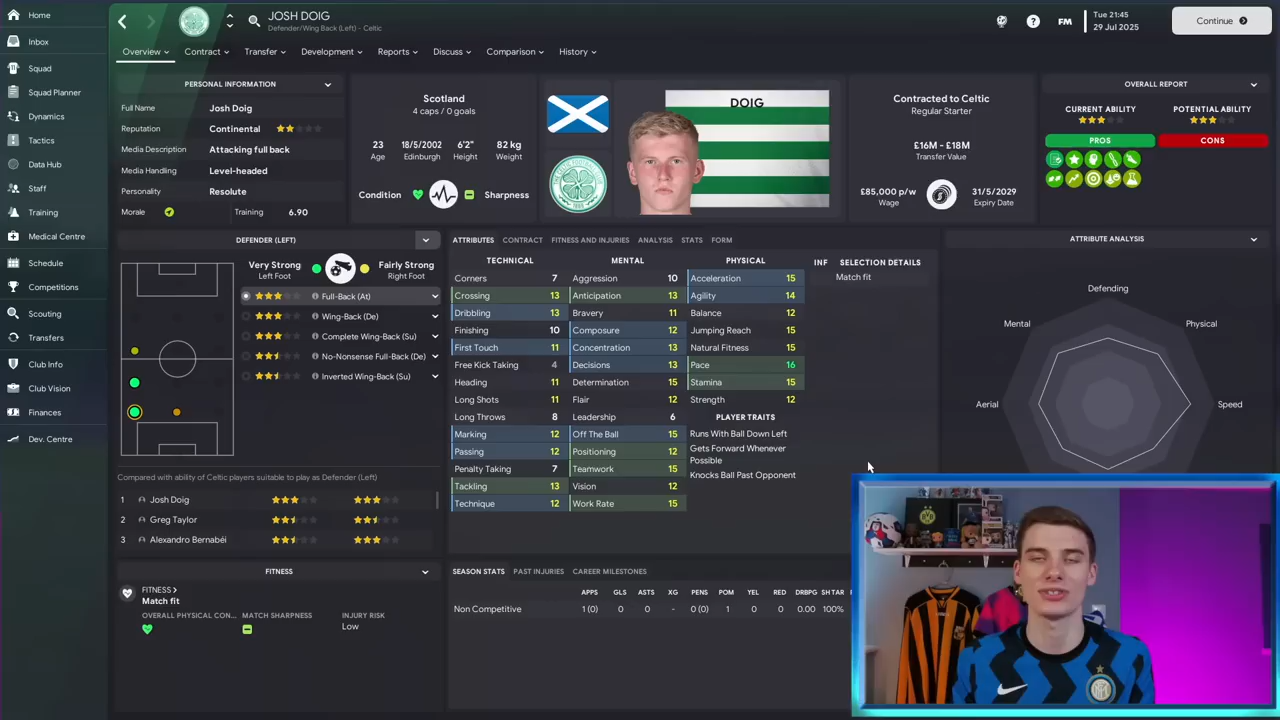 Home
Inbox
Squad
Squad Planner
Dynamics
Tactics
Data Hub
Staff
Training
Medical Centre
Schedule
Competitions
Scouting
Transfers
Club Info
Club Vision
Finances
Dev. Centre
JOSH DOIG
Defender/Wing Back (Left) - Celtic
FM
Tue 21:45
29 Jul 2025
Continue
Overview
Contract
Transfer
Development
Reports
Discuss
Comparison
History
PERSONAL INFORMATION
Full Name Josh Doig
Reputation Continental
Media Description Attacking full back
Media Handling Level-headed
Personality Resolute
Morale Training 6.90
Scotland
4 caps / 0 goals
23 18/5/2002 6'2" 82 kg
Age Edinburgh Height Weight
Condition Sharpness
DOIG
Contracted to Celtic
Regular Starter
£16M - £18M
Transfer Value
£85,000 p/w 31/5/2029
Wage Expiry Date
OVERALL REPORT
CURRENT ABILITY POTENTIAL ABILITY
PROS CONS
DEFENDER (LEFT)
Very Strong Fairly Strong
Left Foot Right Foot
Full-Back (At)
Wing-Back (De)
Complete Wing-Back (Su)
No-Nonsense Full-Back (De)
Inverted Wing-Back (Su)
Compared with ability of Celtic players suitable to play as Defender (Left)
1 Josh Doig
2 Greg Taylor
3 Alexandro Bernabéi
ATTRIBUTES CONTRACT FITNESS AND INJURIES ANALYSIS STATS FORM
TECHNICAL
Corners 7
Crossing 13
Dribbling 13
Finishing 10
First Touch 11
Free Kick Taking 4
Heading 11
Long Shots 11
Long Throws 8
Marking 12
Passing 12
Penalty Taking 7
Tackling 13
Technique 12
MENTAL
Aggression 10
Anticipation 13
Bravery 11
Composure 12
Concentration 13
Decisions 13
Determination 15
Flair 12
Leadership 6
Off The Ball 15
Positioning 12
Teamwork 15
Vision 12
Work Rate 15
PHYSICAL
Acceleration 15
Agility 14
Balance 12
Jumping Reach 15
Natural Fitness 15
Pace 16
Stamina 15
Strength 12
PLAYER TRAITS
Runs With Ball Down Left
Gets Forward Whenever
Possible
Knocks Ball Past Opponent
INF SELECTION DETAILS
Match fit
ATTRIBUTE ANALYSIS
Defending
Mental Physical
Aerial Speed
FITNESS
FITNESS
Match fit
OVERALL PHYSICAL CON... MATCH SHARPNESS INJURY RISK
Low
SEASON STATS PAST INJURIES CAREER MILESTONES
APPS GLS ASTS XG PENS POM YEL RED DRBPG SH TAR
Non Competitive 1 (0) 0 0 - 0 (0) 1 0 0 0.00 100%